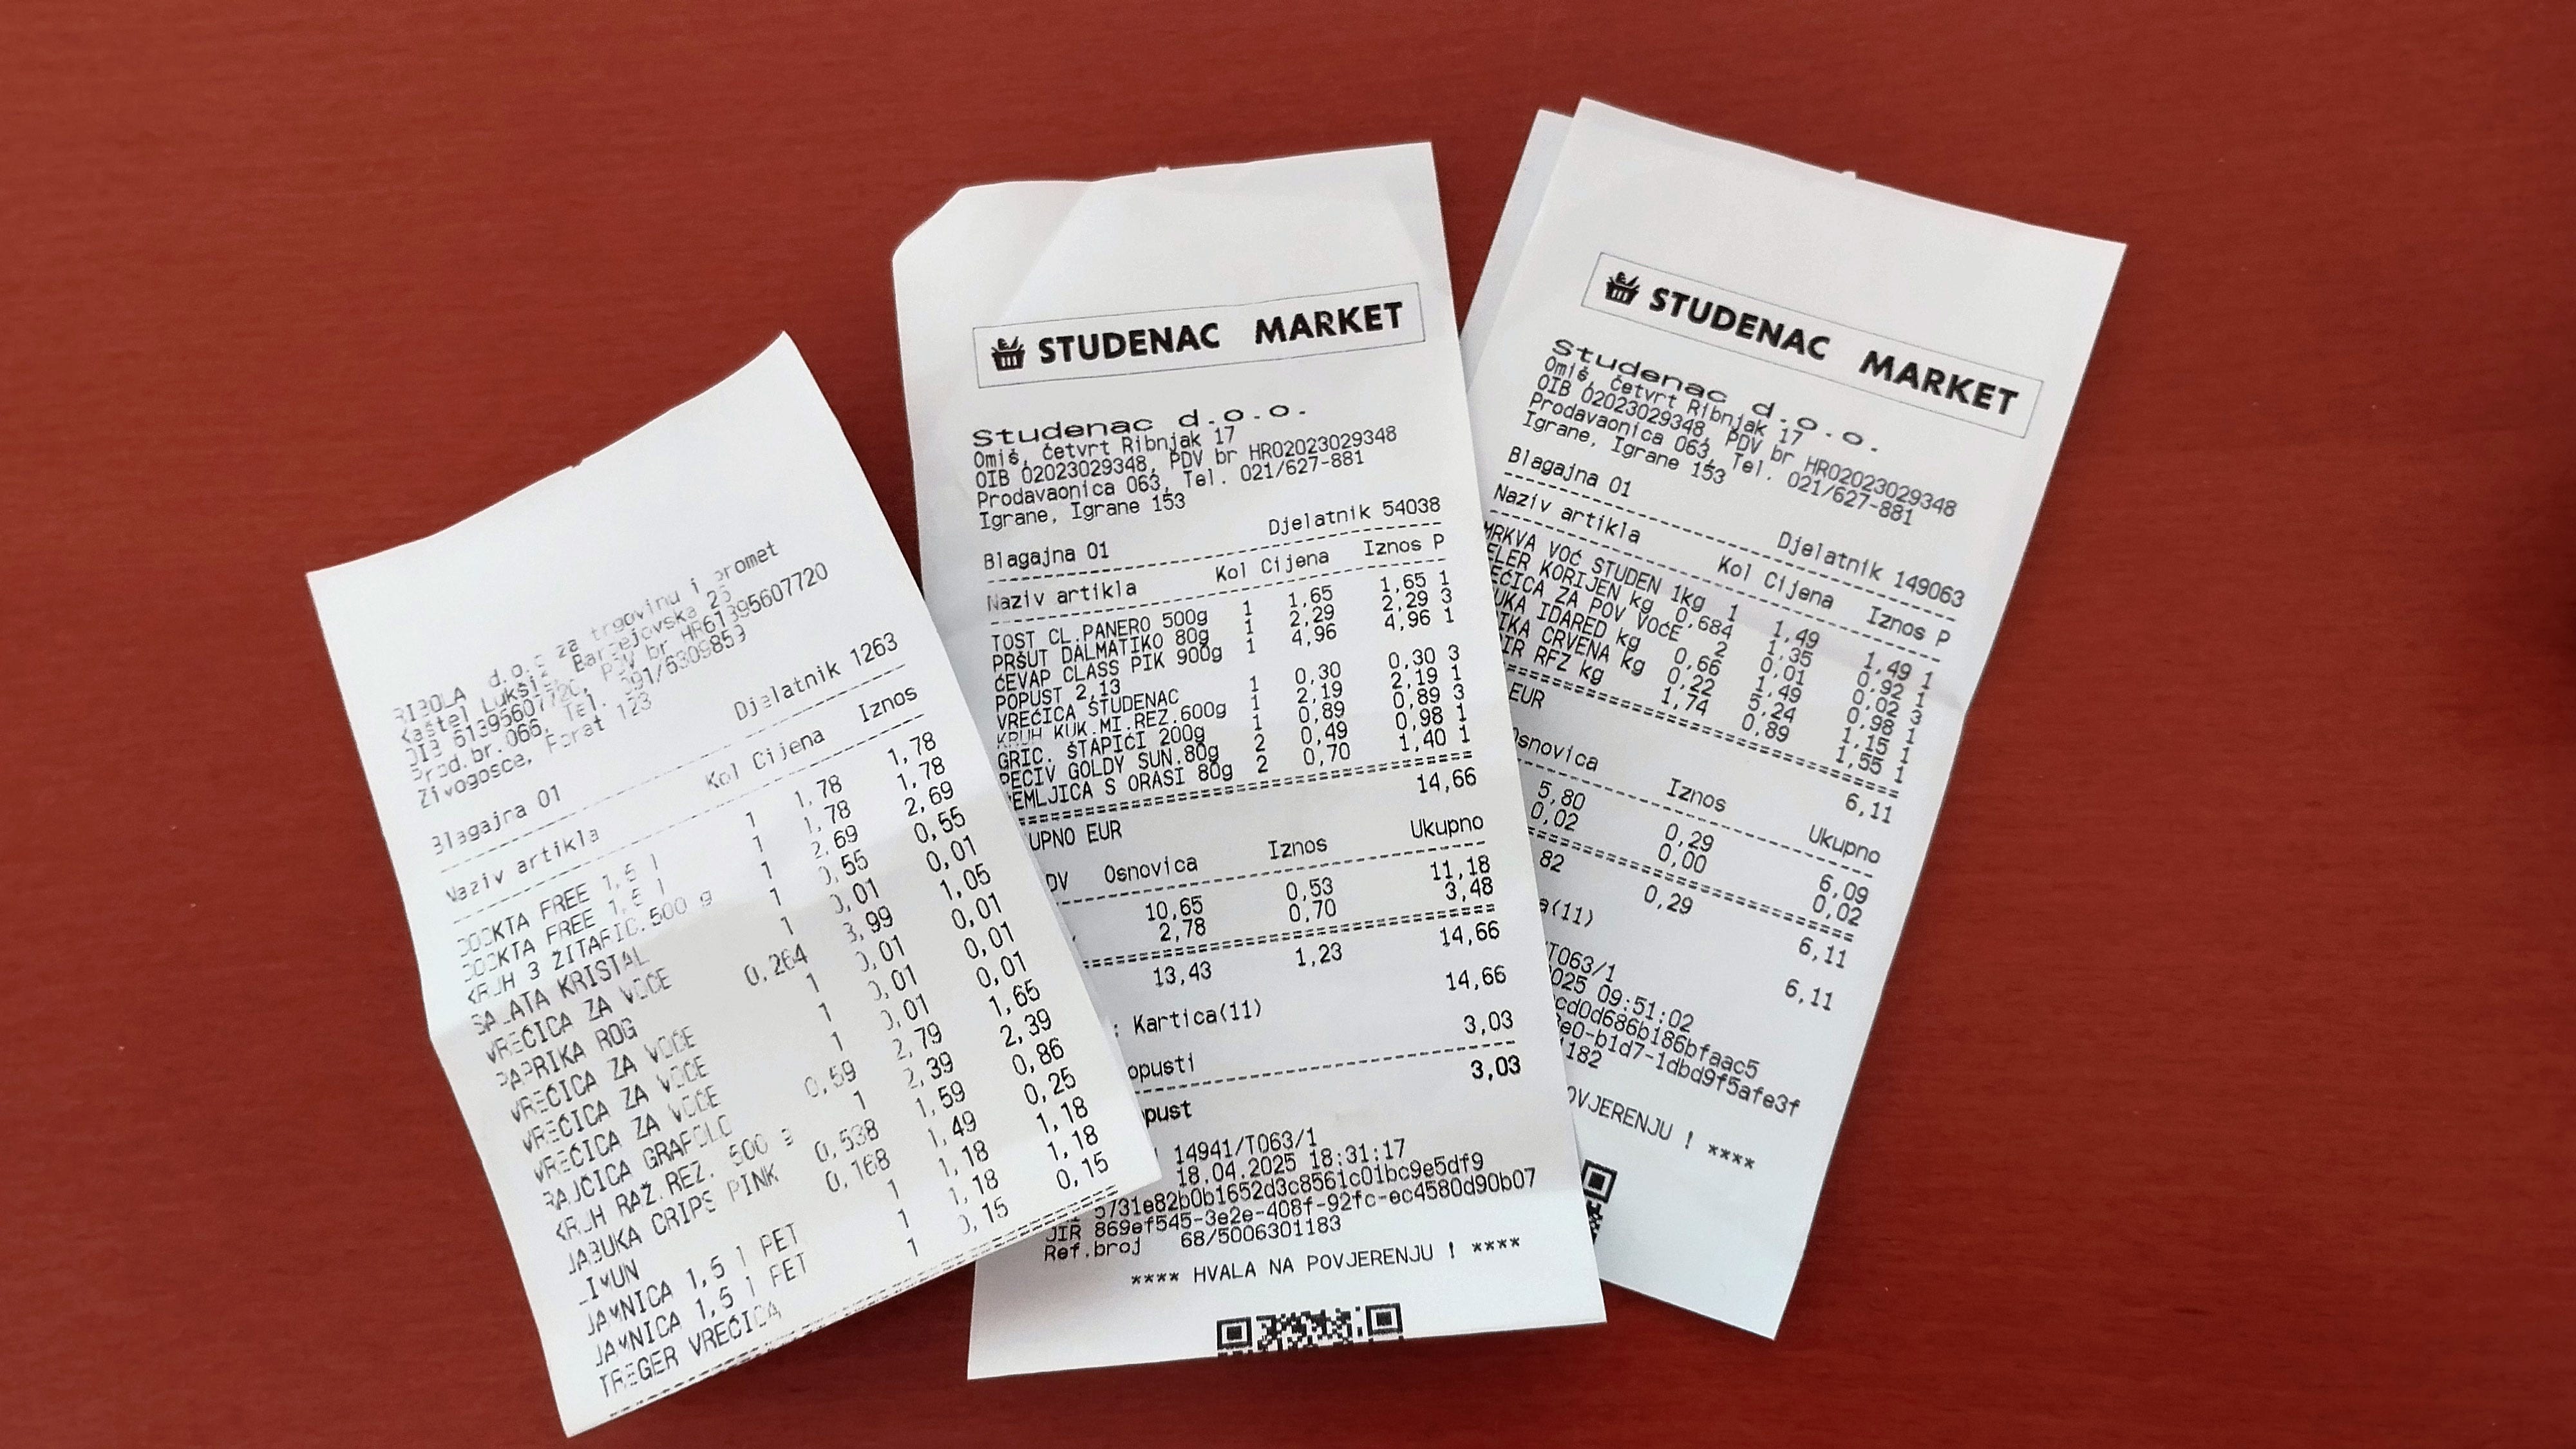 d.o.o za trgovinu i promet
Kaštel Lukšić, 25
OIB 61395607720, PDV br HR61395607720
Prod.br.066, Tel. 091/6309859
Živogošće, Porat 123
Blagajna 01 Djelatnik 1263
Naziv artikla Kol Cijena Iznos
COCKTA FREE 1,5 l 1 1,78 1,78
COCKTA FREE 1,5 l 1 1,78 1,78
KRUH 3 500 g 1 2,69 2,69
SALATA KRISTAL 1 0,55 0,55
VREĆICA ZA VOĆE 1 0,01 0,01
PAPRIKA ROG 0,264 3,99 1,05
VREĆICA ZA VOĆE 1 0,01 0,01
VREĆICA ZA VOĆE 1 0,01 0,01
VREĆICA ZA VOĆE 1 0,01 0,01
RAJČICA GRAPOLO 0,59 2,79 1,65
KRUH RAŽ.REZ. 500 g 1 2,39 2,39
JABUKA CRIPS PINK 0,538 1,59 0,86
LIMUN 0,168 1,49 0,25
JAMNICA 1,5 l PET 1 1,18 1,18
JAMNICA 1,5 l PET 1 1,18 1,18
TREGER VREĆICA 1 0,15 0,15
STUDENAC MARKET
Studenac d.o.o.
Omiš, Četvrt Ribnjak 17
OIB 02023029348, PDV br HR02023029348
Prodavaonica 063, Tel. 021/627-881
Igrane, Igrane 153
Blagajna 01 Djelatnik 54038
Naziv artikla Kol Cijena Iznos P
TOST CL.PANERO 500g 1 1,65 1,65 1
PRŠUT DALMATIKO 80g 1 2,29 2,29 3
ĆEVAP CLASS PIK 900g 1 4,96 4,96 1
POPUST 2,13
VREĆICA STUDENAC 1 0,30 0,30 3
KRUH KUK.MI.REZ.600g 1 2,19 2,19 1
GRIC. ŠTAPIĆI 200g 1 0,89 0,89 3
PECIV GOLDY SUN.80g 2 0,49 0,98 1
ŽEMLJICA S ORASI 80g 2 0,70 1,40 1
UPNO EUR 14,66
DV Osnovica Iznos Ukupno
10,65 0,53 11,18
2,78 0,70 3,48
13,43 1,23 14,66
: Kartica(11) 14,66
opusti 3,03
opust 3,03
14941/T063/1
18.04.2025 18:31:17
5731e82b0b1652d3c8561c01bc9e5df9
JIR 869ef545-3e2e-408f-92fc-ec4580d90b07
Ref.broj 68/5006301183
**** HVALA NA POVJERENJU ! ****
STUDENAC MARKET
Studenac d.o.o.
Omiš, Četvrt Ribnjak 17
OIB 02023029348, PDV br HR02023029348
Prodavaonica 063, Tel. 021/627-881
Igrane, Igrane 153
Blagajna 01 Djelatnik 149063
Naziv artikla Kol Cijena Iznos P
MRKVA VOĆ STUDEN 1kg 1 1,49 1,49 1
ELER KORIJEN kg 0,684 1,35 0,92 1
EĆICA ZA POV VOĆE 2 0,01 0,02 3
UKA IDARED kg 0,66 1,49 0,98 1
IKA CRVENA kg 0,22 5,24 1,15 1
IR RFZ kg 1,74 0,89 1,55 1
EUR 6,11
Osnovica Iznos Ukupno
5,80 0,29 6,09
0,02 0,00 0,02
82 0,29 6,11
a(11) 6,11
T063/1
025 09:51:02
cd0d686b186bfaac5
e0-b1d7-1dbd9f5afe3f
1182
OVJERENJU ! ****